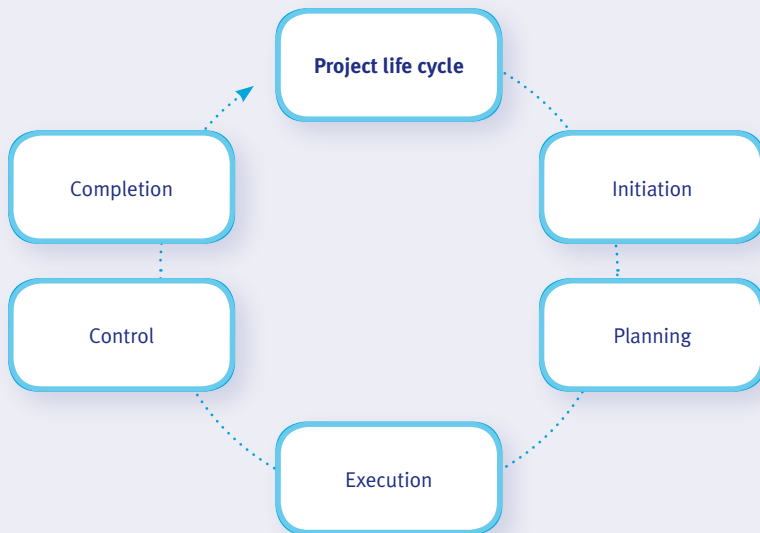 Project life cycle
Initiation
Planning
Execution
Control
Completion